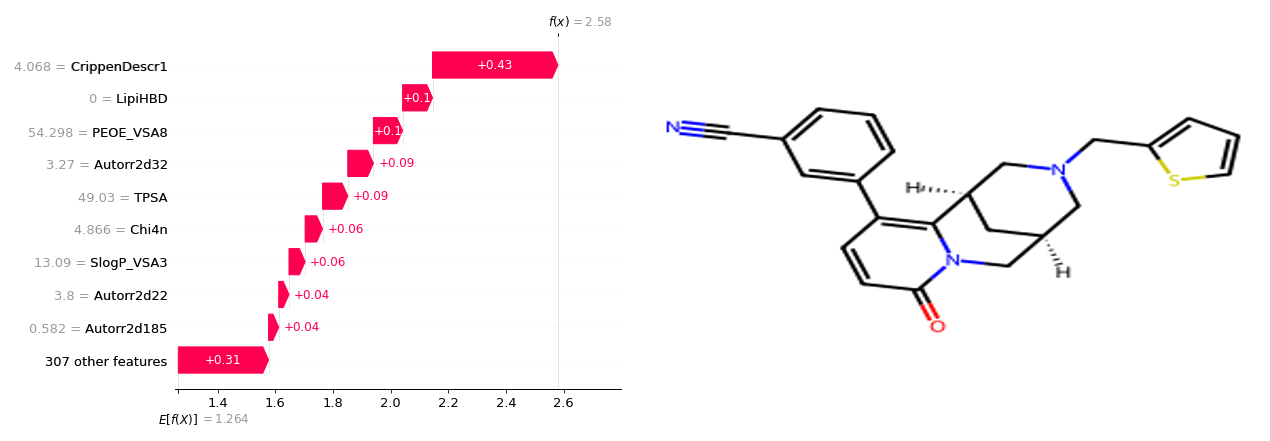 f(x) = 2.58
4.068 = CrippenDescr1 +0.43
0 = LipiHBD +0.1
54.298 = PEOE_VSA8 +0.1
3.27 = Autorr2d32 +0.09
49.03 = TPSA +0.09
4.866 = Chi4n +0.06
13.09 = SlogP_VSA3 +0.06
3.8 = Autorr2d22 +0.04
0.582 = Autorr2d185 +0.04
307 other features +0.31
1.4 1.6 1.8 2.0 2.2 2.4 2.6
E[f(X)] = 1.264
N
N
S
H
N
H
O